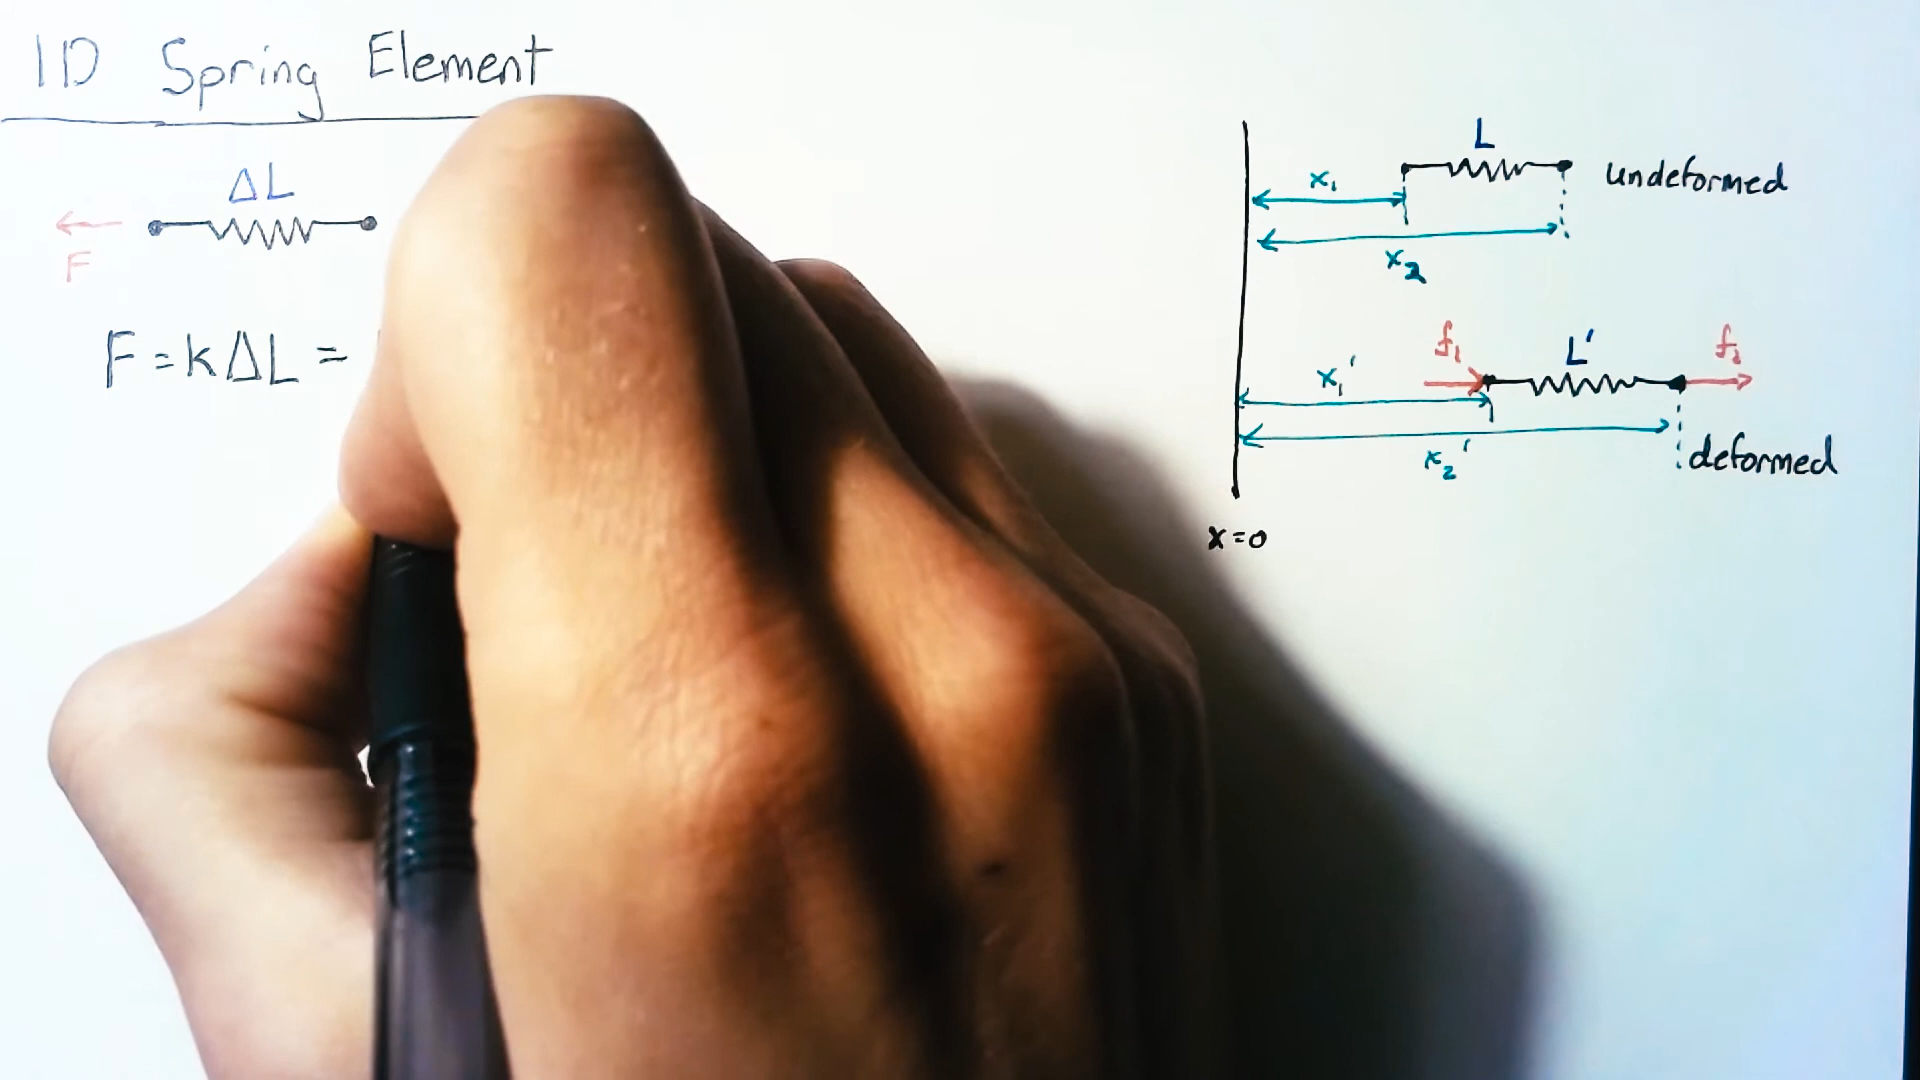 1D Spring Element
ΔL
F
F = kΔL =
L
undeformed
x₁
x₂
f₁
L'
f₂
x₁'
x₂'
deformed
x=0